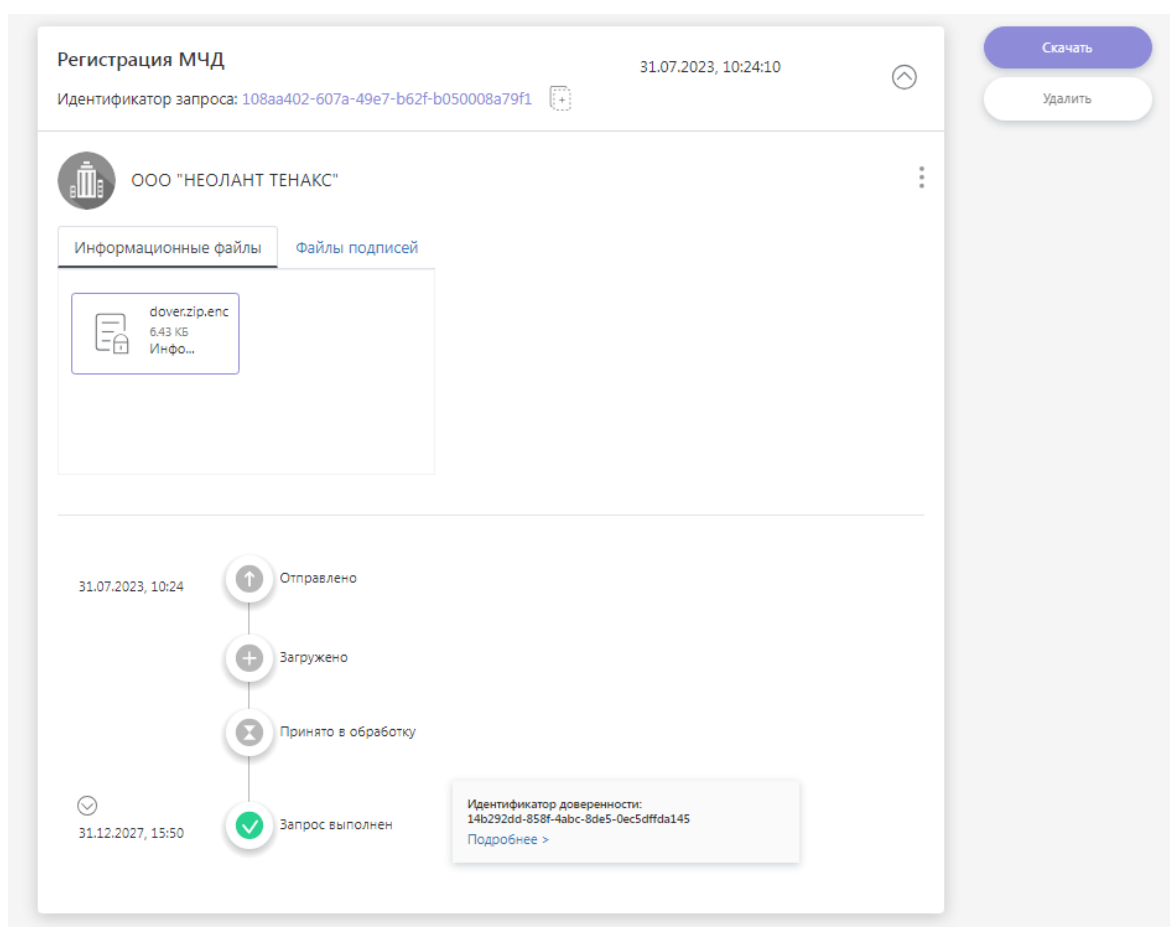 Регистрация МЧД
31.07.2023, 10:24:10
Скачать
Идентификатор запроса: 108aa402-607a-49e7-b62f-b050008a79f1
Удалить
ООО "НЕОЛАНТ ТЕНАКС"
Информационные файлы
Файлы подписей
dover.zip.enc
6.43 КБ
Инфо...
31.07.2023, 10:24
Отправлено
Загружено
Принято в обработку
31.12.2027, 15:50
Запрос выполнен
Идентификатор доверенности:
14b292dd-858f-4abc-8de5-0ec5dffda145
Подробнее >